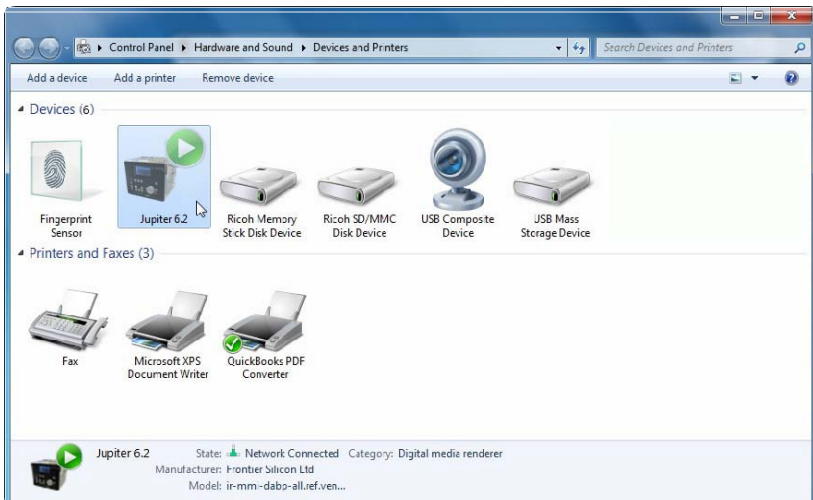 Control Panel ▸ Hardware and Sound ▸ Devices and Printers
Search Devices and Printers
Add a device Add a printer Remove device
Devices (6)
Fingerprint Sensor
Jupiter 6.2
Ricoh Memory Stick Disk Device
Ricoh SD/MMC Disk Device
USB Composite Device
USB Mass Storage Device
Printers and Faxes (3)
Fax
Microsoft XPS Document Writer
QuickBooks PDF Converter
Jupiter 6.2 State: Network Connected Category: Digital media renderer
Manufacturer: Frontier Silicon Ltd
Model: ir-mmi-dabp-all.ref.ven...